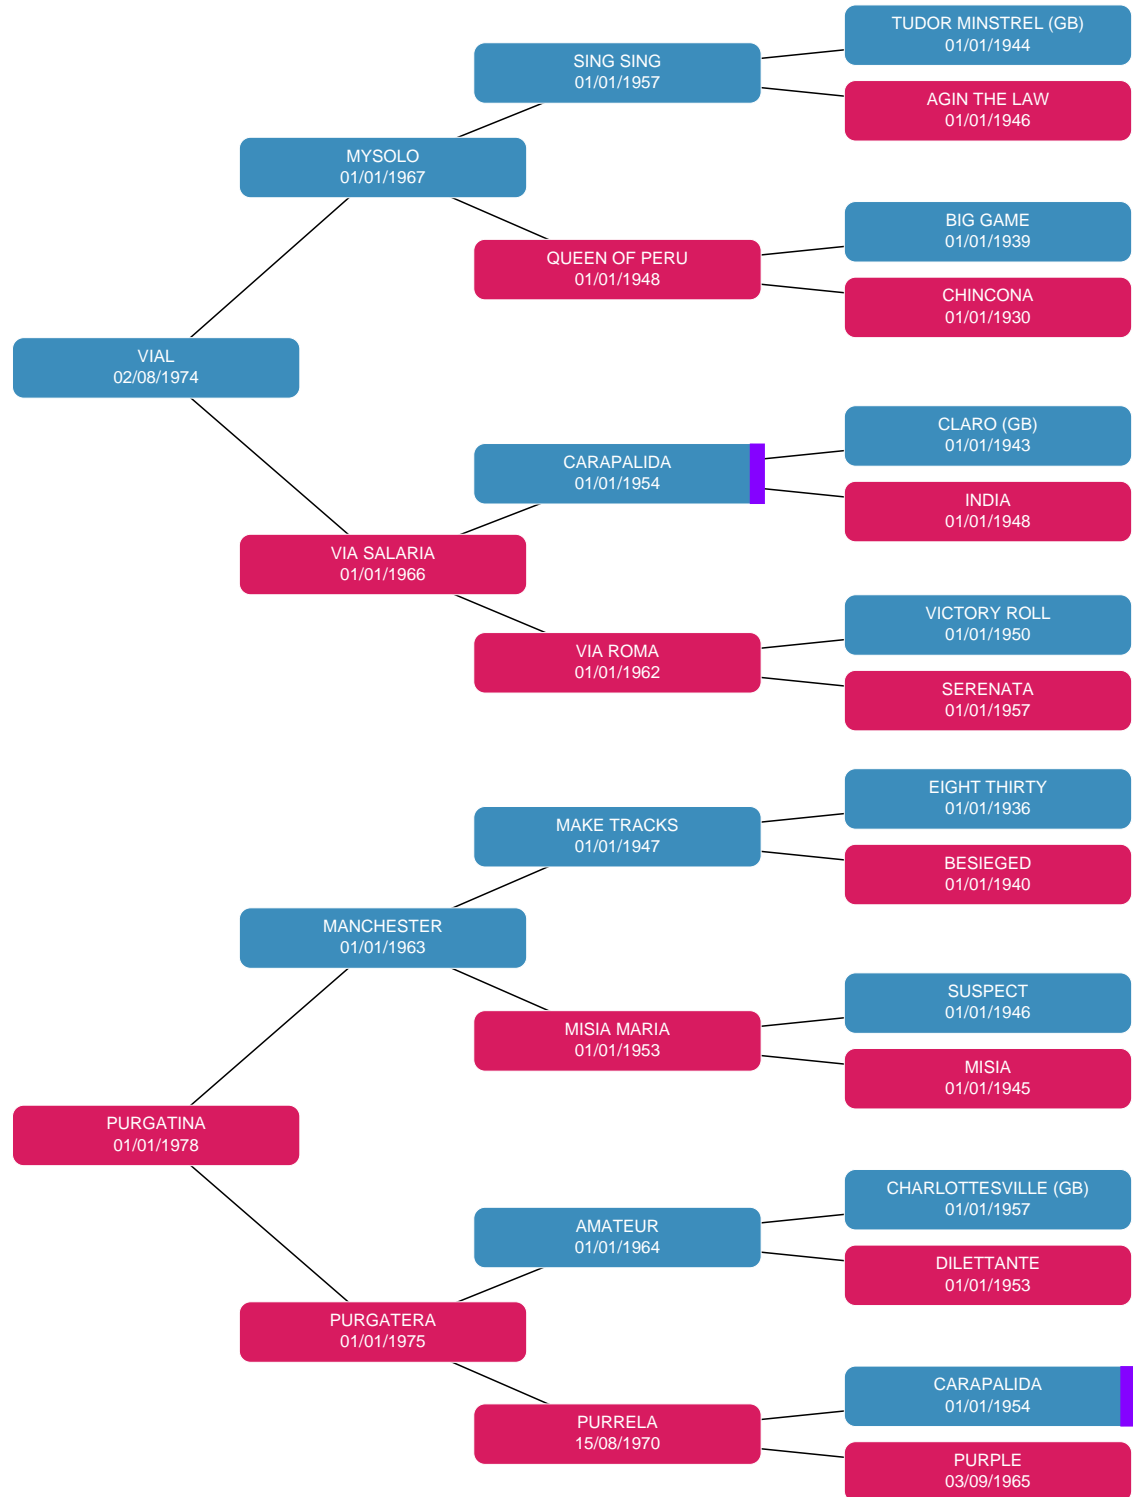 TUDOR MINSTREL (GB)
01/01/1944
SING SING
01/01/1957
AGIN THE LAW
01/01/1946
MYSOLO
01/01/1967
BIG GAME
01/01/1939
QUEEN OF PERU
01/01/1948
CHINCONA
01/01/1930
VIAL
02/08/1974
CLARO (GB)
01/01/1943
CARAPALIDA
01/01/1954
INDIA
01/01/1948
VIA SALARIA
01/01/1966
VICTORY ROLL
01/01/1950
VIA ROMA
01/01/1962
SERENATA
01/01/1957
EIGHT THIRTY
01/01/1936
MAKE TRACKS
01/01/1947
BESIEGED
01/01/1940
MANCHESTER
01/01/1963
SUSPECT
01/01/1946
MISIA MARIA
01/01/1953
MISIA
01/01/1945
PURGATINA
01/01/1978
CHARLOTTESVILLE (GB)
01/01/1957
AMATEUR
01/01/1964
DILETTANTE
01/01/1953
PURGATERA
01/01/1975
CARAPALIDA
01/01/1954
PURRELA
15/08/1970
PURPLE
03/09/1965